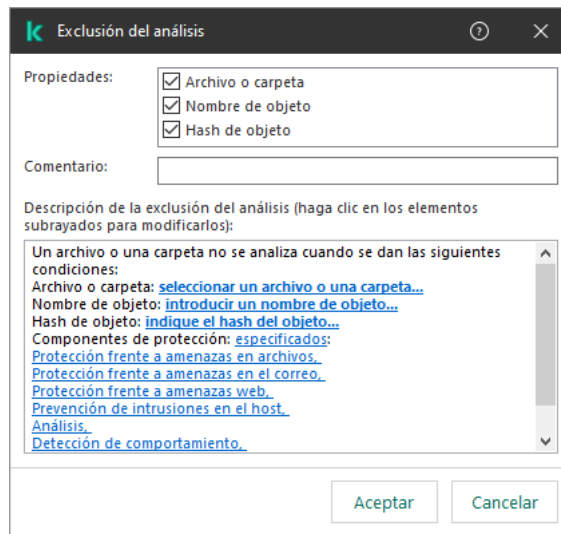 Exclusión del análisis
Propiedades:
Archivo o carpeta
Nombre de objeto
Hash de objeto
Comentario:
Descripción de la exclusión del análisis (haga clic en los elementos
subrayados para modificarlos):
Un archivo o una carpeta no se analiza cuando se dan las siguientes
condiciones:
Archivo o carpeta: seleccionar un archivo o una carpeta...
Nombre de objeto: introducir un nombre de objeto...
Hash de objeto: indique el hash del objeto...
Componentes de protección: especificados:
Protección frente a amenazas en archivos,
Protección frente a amenazas en el correo,
Protección frente a amenazas web,
Prevención de intrusiones en el host,
Análisis,
Detección de comportamiento,
Aceptar Cancelar